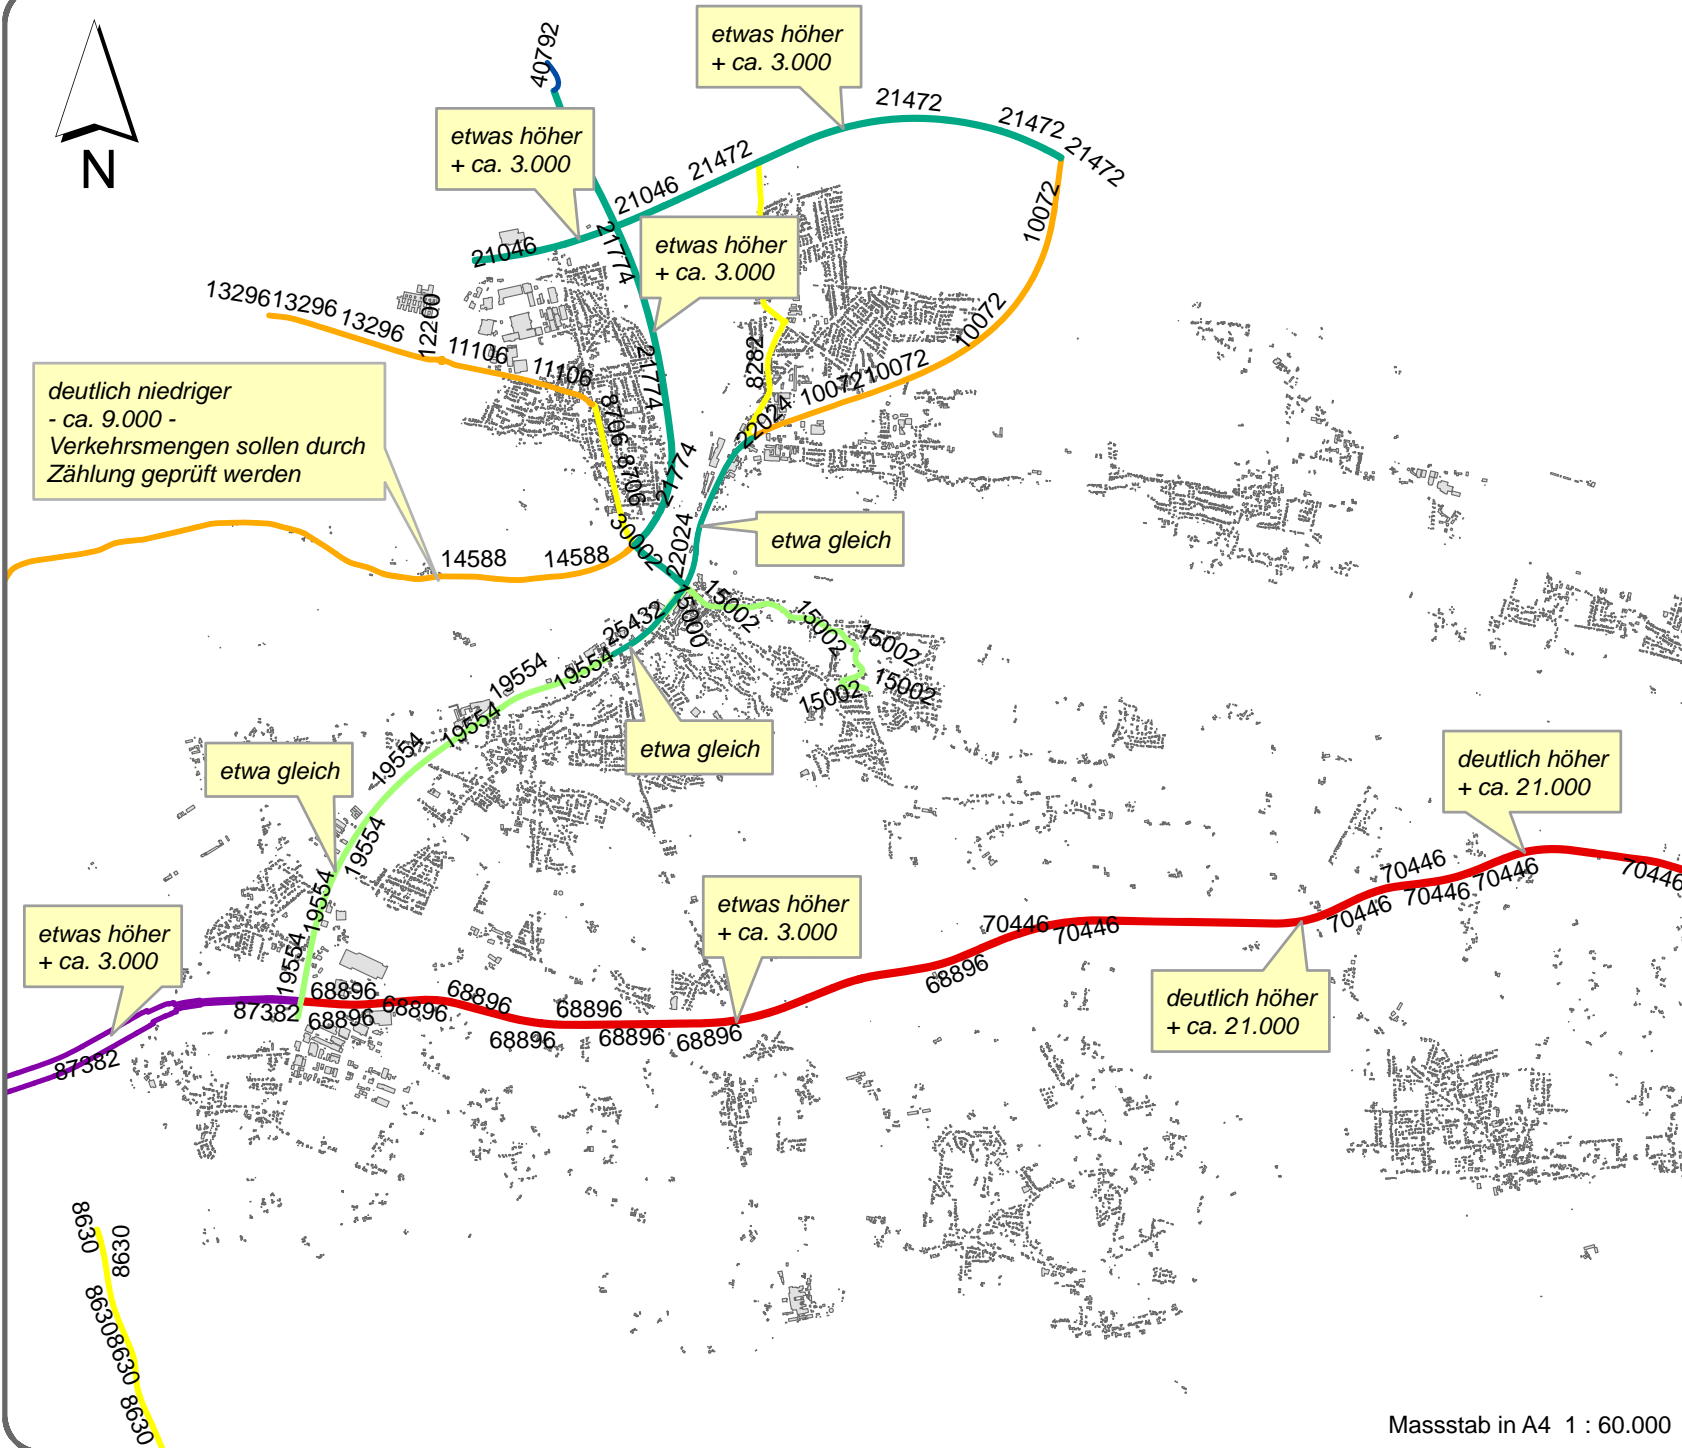 40792
etwas höher
+ ca. 3.000
21472
21472
21472
etwas höher
+ ca. 3.000
21472
21046
N
10072
21046
21774
etwas höher
+ ca. 3.000
13296
13296
13296
12200
11106
11106
21774
8282
10072
10072
10072
deutlich niedriger
- ca. 9.000 -
Verkehrsmengen sollen durch
Zählung geprüft werden
8706
8706
22024
21774
30002
22024
etwa gleich
14588
14588
15002
15000
15002
15002
25432
15002
15002
19554
19554
19554
19554
etwa gleich
etwa gleich
deutlich höher
+ ca. 21.000
19554
70446
70446
70446
70446
19554
etwas höher
+ ca. 3.000
70446
etwas höher
+ ca. 3.000
70446
70446
19554
68896
68896
68896
68896
68896
87382
68896
68896
68896
68896
deutlich höher
+ ca. 21.000
87382
8630
8630
8630
8630
8630
Massstab in A4 1 : 60.000